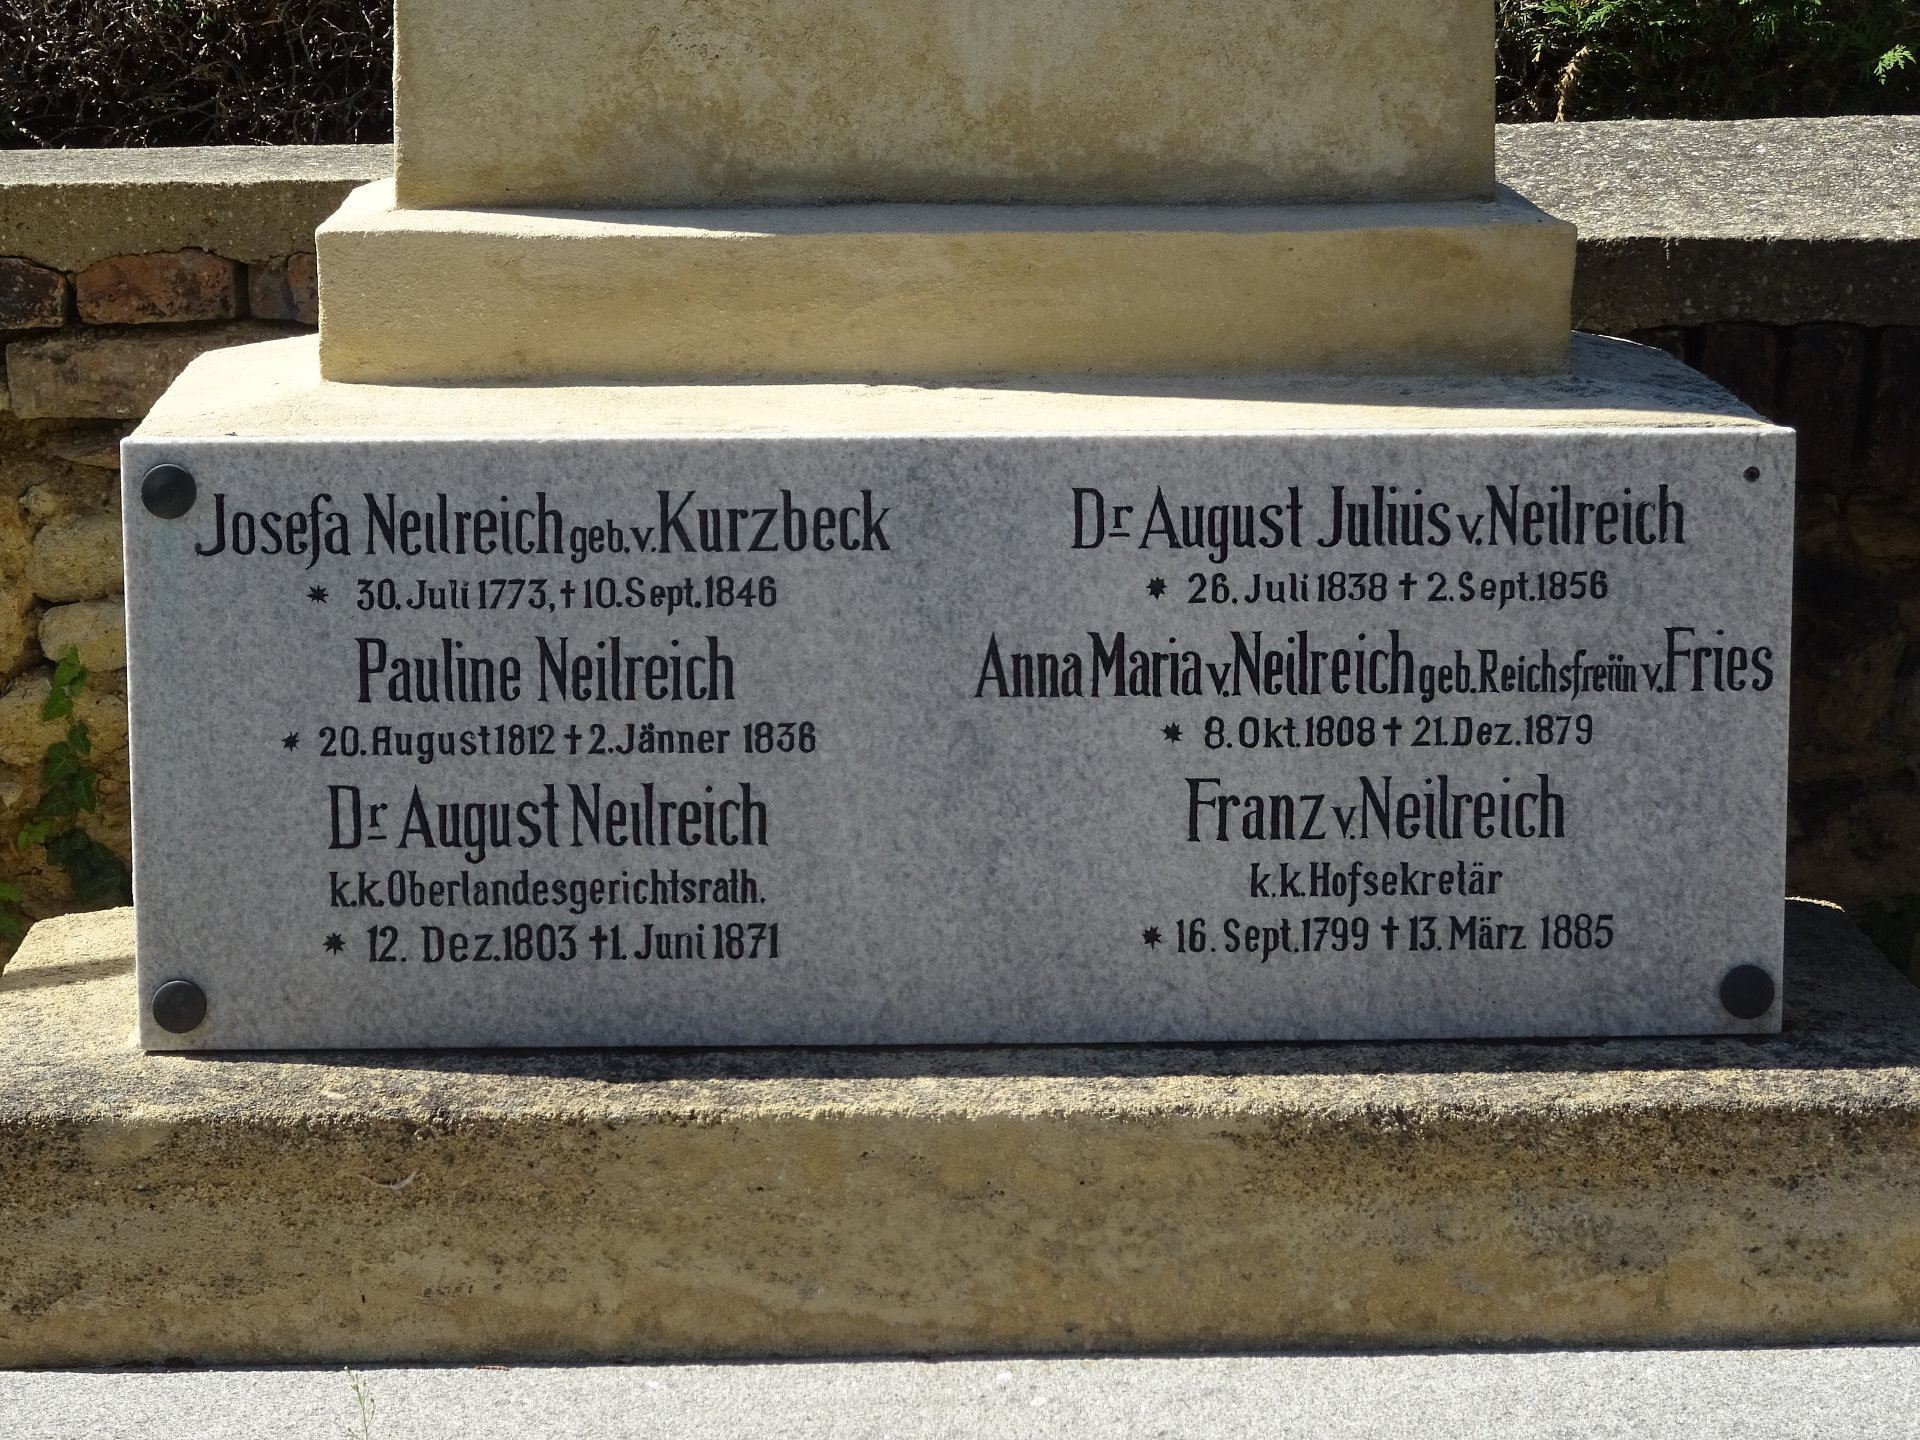 Josefa Neilreich geb. v. Kurzbeck
* 30. Juli 1773, † 10. Sept. 1846
Pauline Neilreich
* 20. August 1812 † 2. Jänner 1836
Dr August Neilreich
k. k. Oberlandesgerichtsrath.
* 12. Dez. 1803 † 1. Juni 1871
Dr August Julius v. Neilreich
* 26. Juli 1838 † 2. Sept. 1856
Anna Maria v. Neilreich geb. Reichsfreiin v. Fries
* 8. Okt. 1808 † 21. Dez. 1879
Franz v. Neilreich
k. k. Hofsekretär
* 16. Sept. 1799 † 13. März 1885